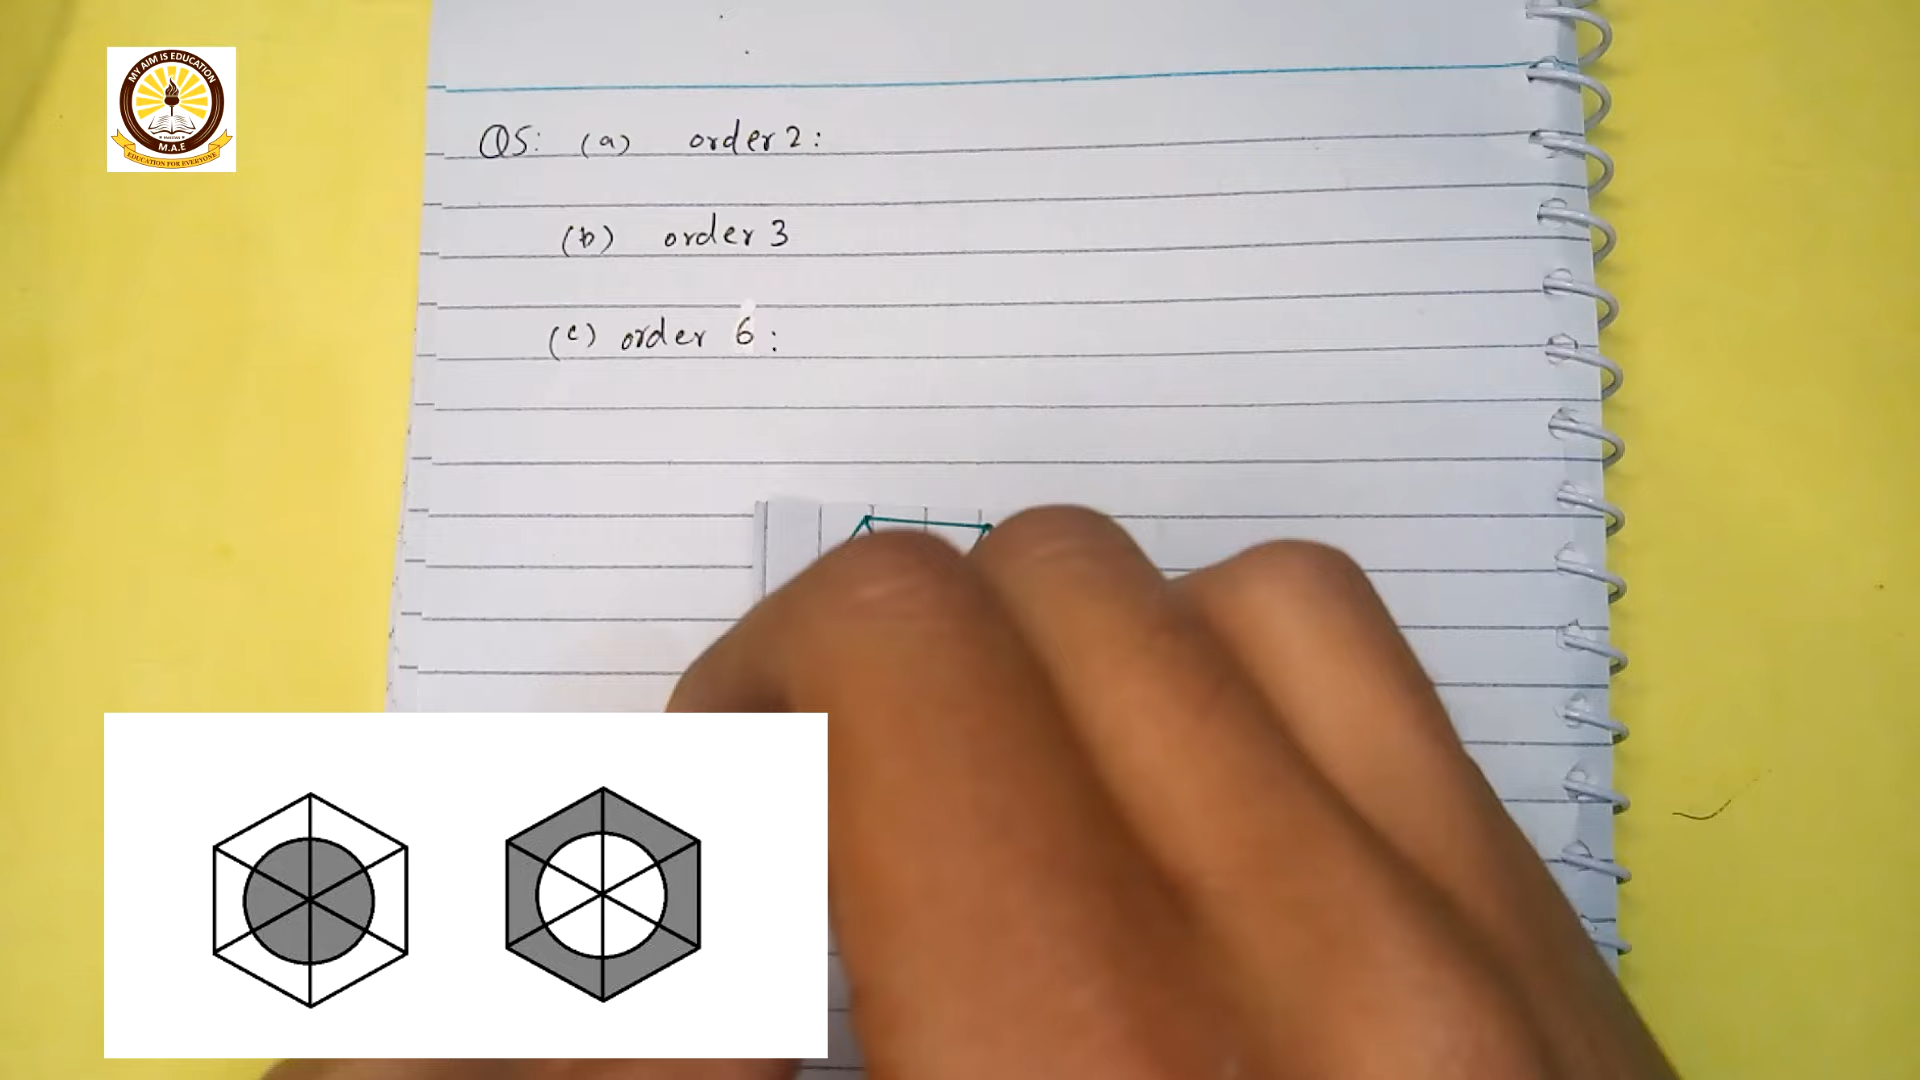 MY AIM IS EDUCATION
M.A.E
EDUCATION FOR EVERYONE
Q5: (a) order 2:
(b) order 3
(c) order 6: